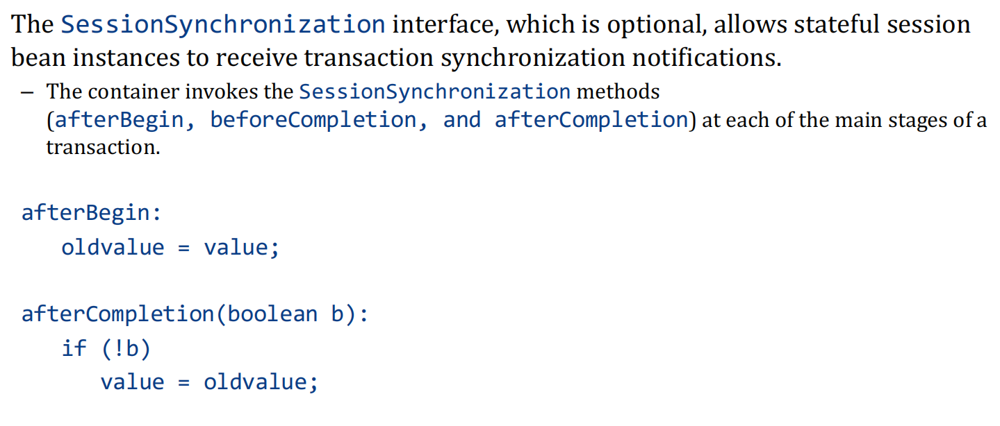 The SessionSynchronization interface, which is optional, allows stateful session
bean instances to receive transaction synchronization notifications.
– The container invokes the SessionSynchronization methods
(afterBegin, beforeCompletion, and afterCompletion) at each of the main stages of a
transaction.
afterBegin:
oldvalue = value;
afterCompletion(boolean b):
if (!b)
value = oldvalue;